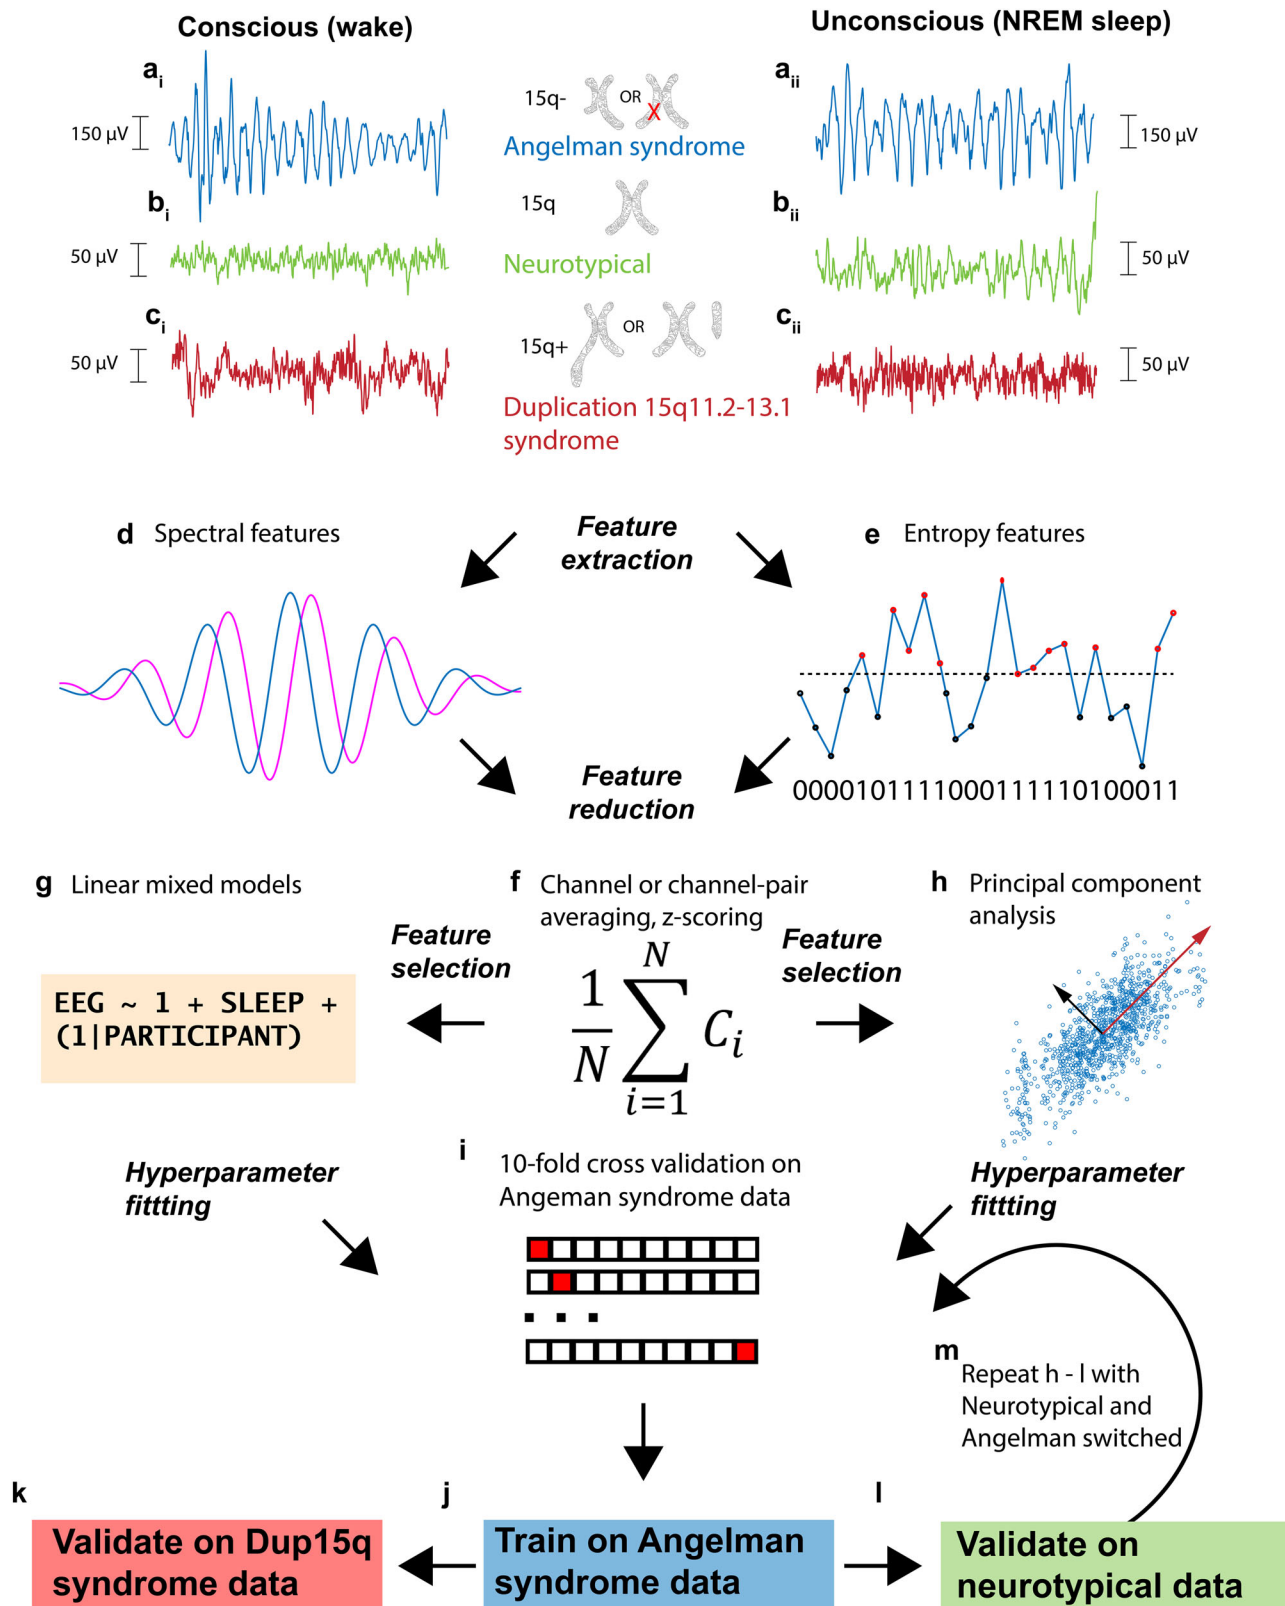 Conscious (wake)
Unconscious (NREM sleep)
a i
150 µV
15q-
OR
X
Angelman syndrome
a ii
150 µV
b i
50 µV
15q
Neurotypical
b ii
50 µV
c i
50 µV
15q+
OR
Duplication 15q11.2-13.1
syndrome
c ii
50 µV
d Spectral features
Feature
extraction
e Entropy features
Feature
reduction
0000101111000111110100011
g Linear mixed models
EEG ~ 1 + SLEEP +
(1|PARTICIPANT)
Feature
selection
f Channel or channel-pair
averaging, z-scoring
1/N ∑ i=1 N C i
Feature
selection
h Principal component
analysis
Hyperparameter
fittting
i 10-fold cross validation on
Angeman syndrome data
Hyperparameter
fittting
m
Repeat h - l with
Neurotypical and
Angelman switched
k
Validate on Dup15q
syndrome data
j
Train on Angelman
syndrome data
l
Validate on
neurotypical data